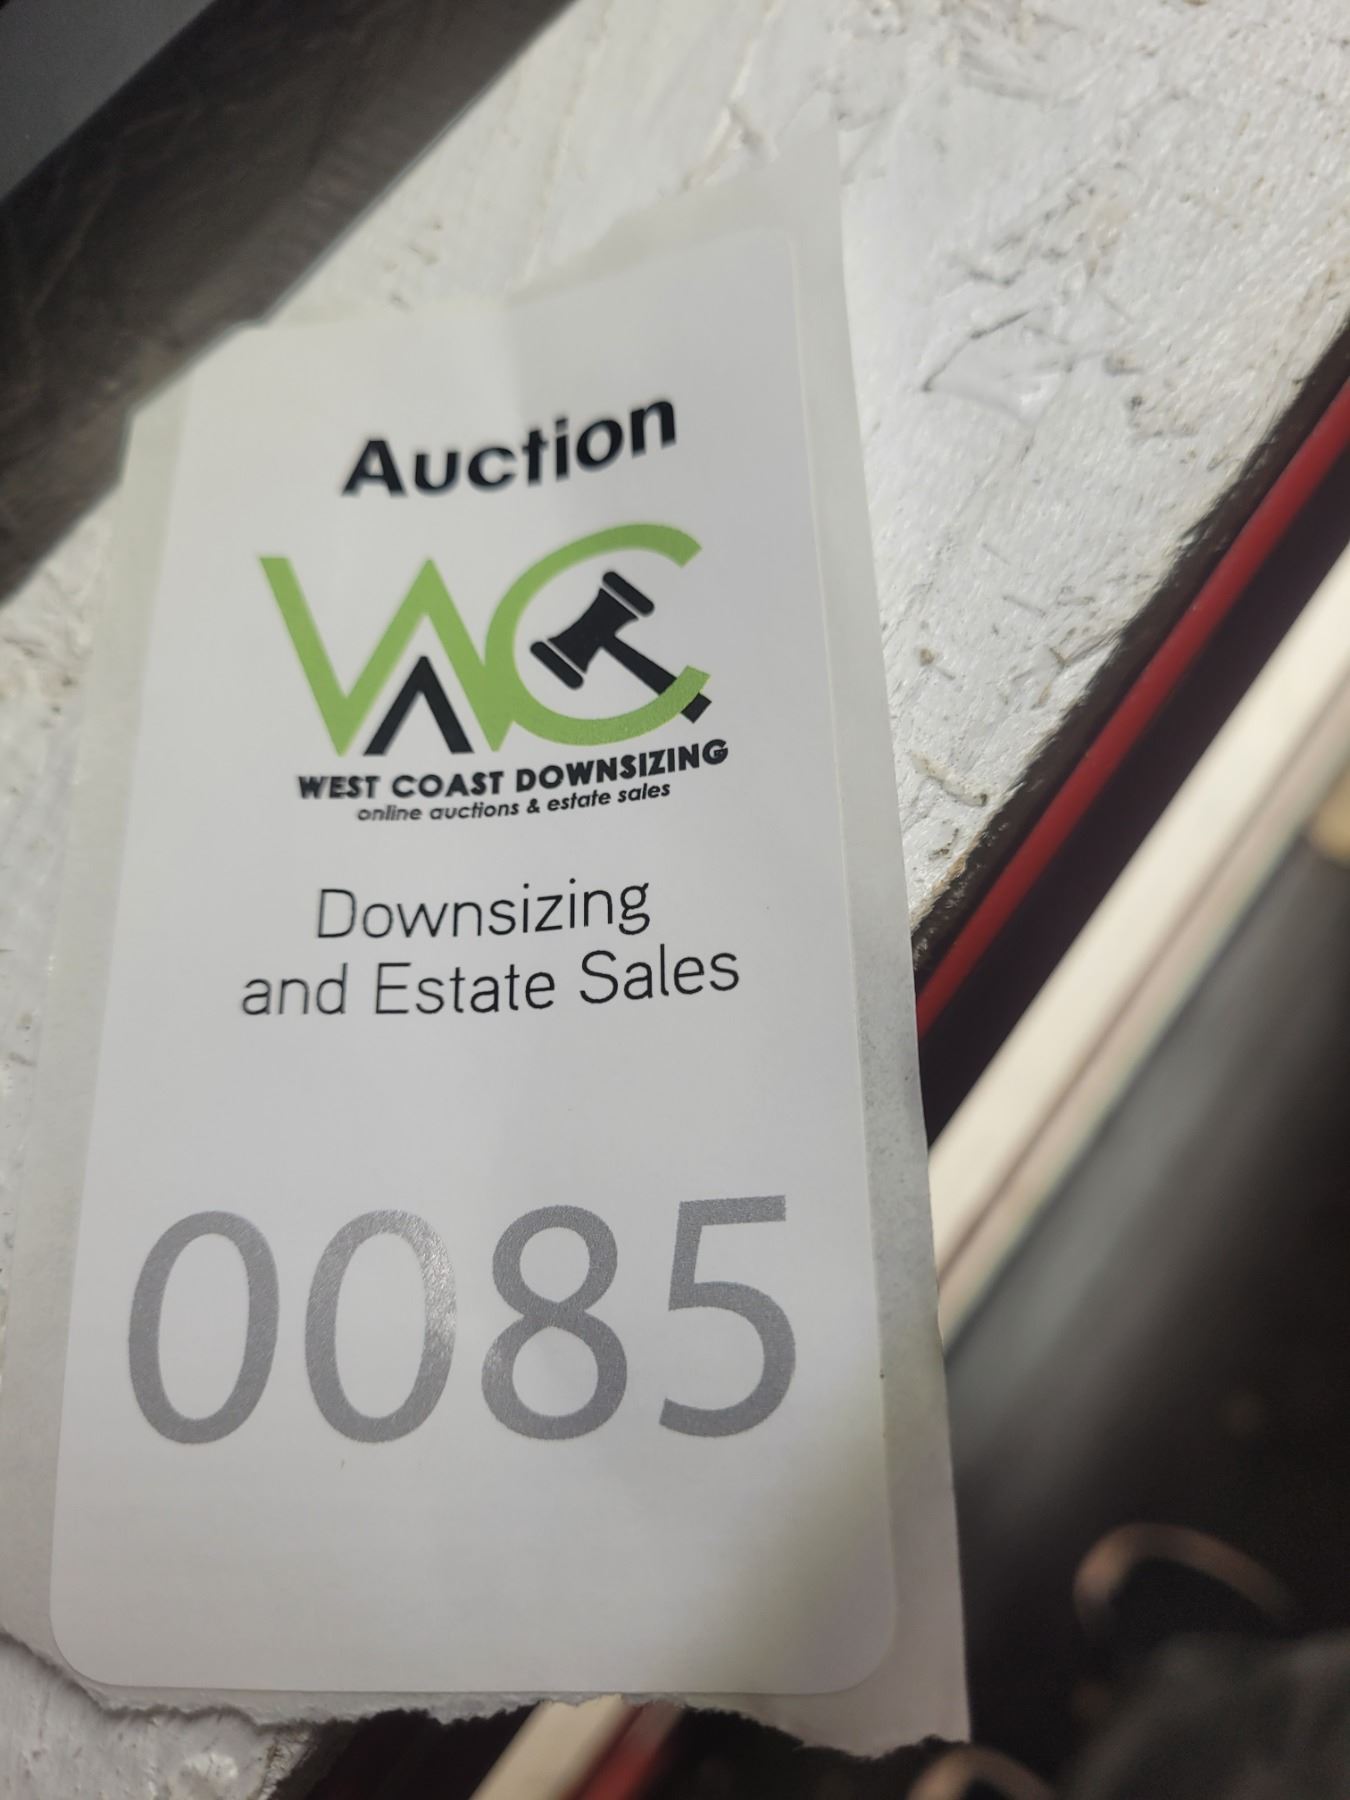 Auction
WC
WEST COAST DOWNSIZING
online auctions & estate sales
Downsizing
and Estate Sales
0085